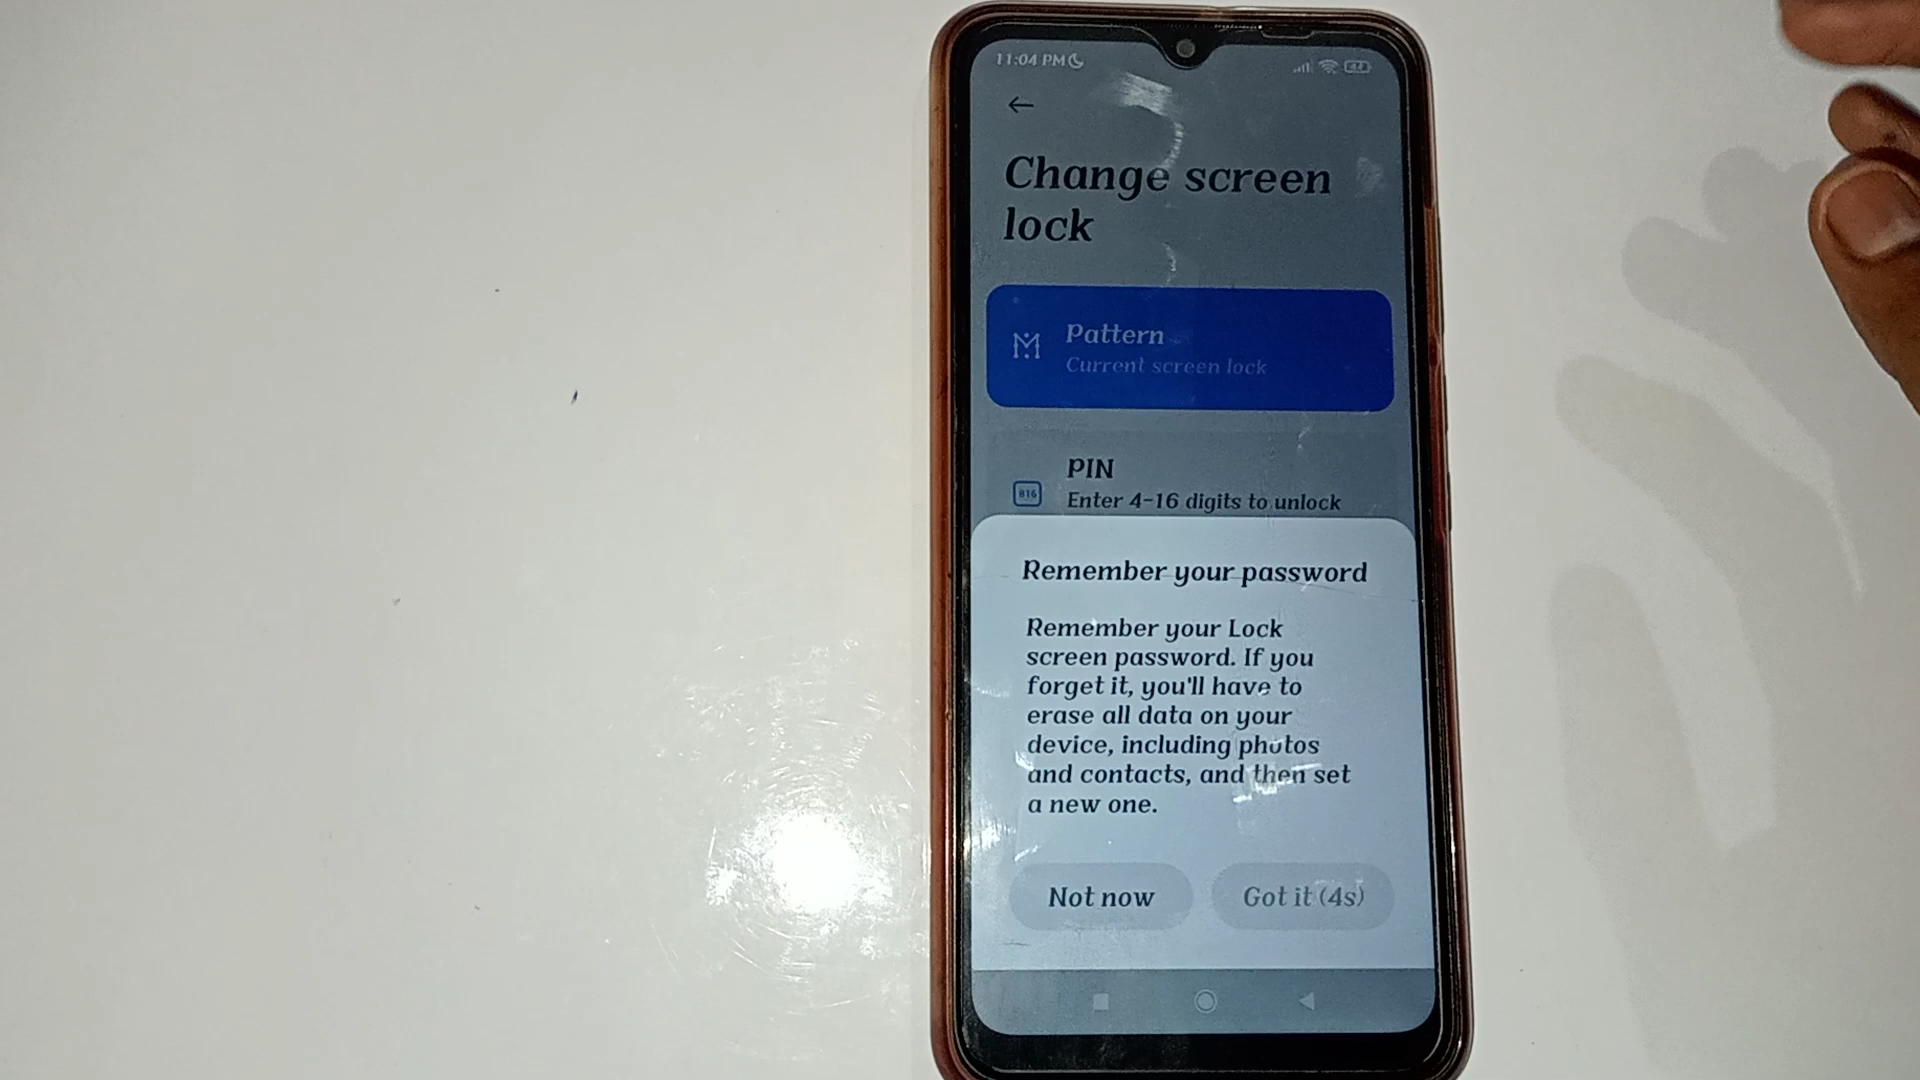 11:04 PM
Change screen
lock
Pattern
Current screen lock
PIN
Enter 4-16 digits to unlock
Remember your password
Remember your Lock
screen password. If you
forget it, you'll have to
erase all data on your
device, including photos
and contacts, and then set
a new one.
Not now
Got it (4s)